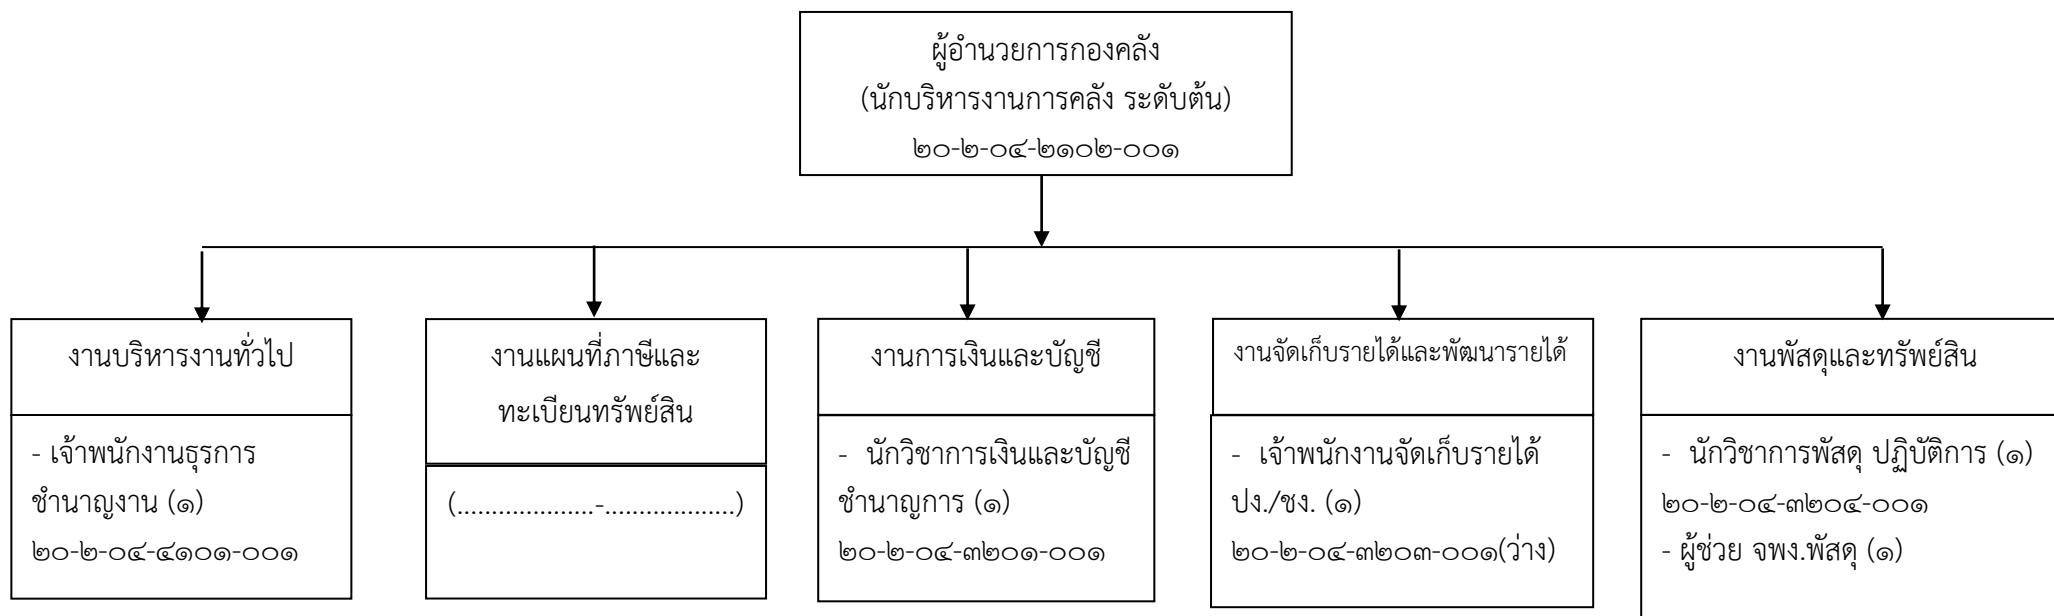 ผู้อำนวยการกองคลัง
(นักบริหารงานการคลัง ระดับต้น)
๒๐-๒-๐๔-๒๑๐๒-๐๐๑
งานบริหารงานทั่วไป
- เจ้าพนักงานธุรการ
ชำนาญงาน (๑)
๒๐-๒-๐๔-๔๑๐๑-๐๐๑
งานแผนที่ภาษีและ
ทะเบียนทรัพย์สิน
(....................-...................)
งานการเงินและบัญชี
- นักวิชาการเงินและบัญชี
ชำนาญการ (๑)
๒๐-๒-๐๔-๓๒๐๑-๐๐๑
งานจัดเก็บรายได้และพัฒนารายได้
- เจ้าพนักงานจัดเก็บรายได้
ปง./ชง. (๑)
๒๐-๒-๐๔-๓๒๐๓-๐๐๑(ว่าง)
งานพัสดุและทรัพย์สิน
- นักวิชาการพัสดุ ปฏิบัติการ (๑)
๒๐-๒-๐๔-๓๒๐๔-๐๐๑
- ผู้ช่วย จพง.พัสดุ (๑)